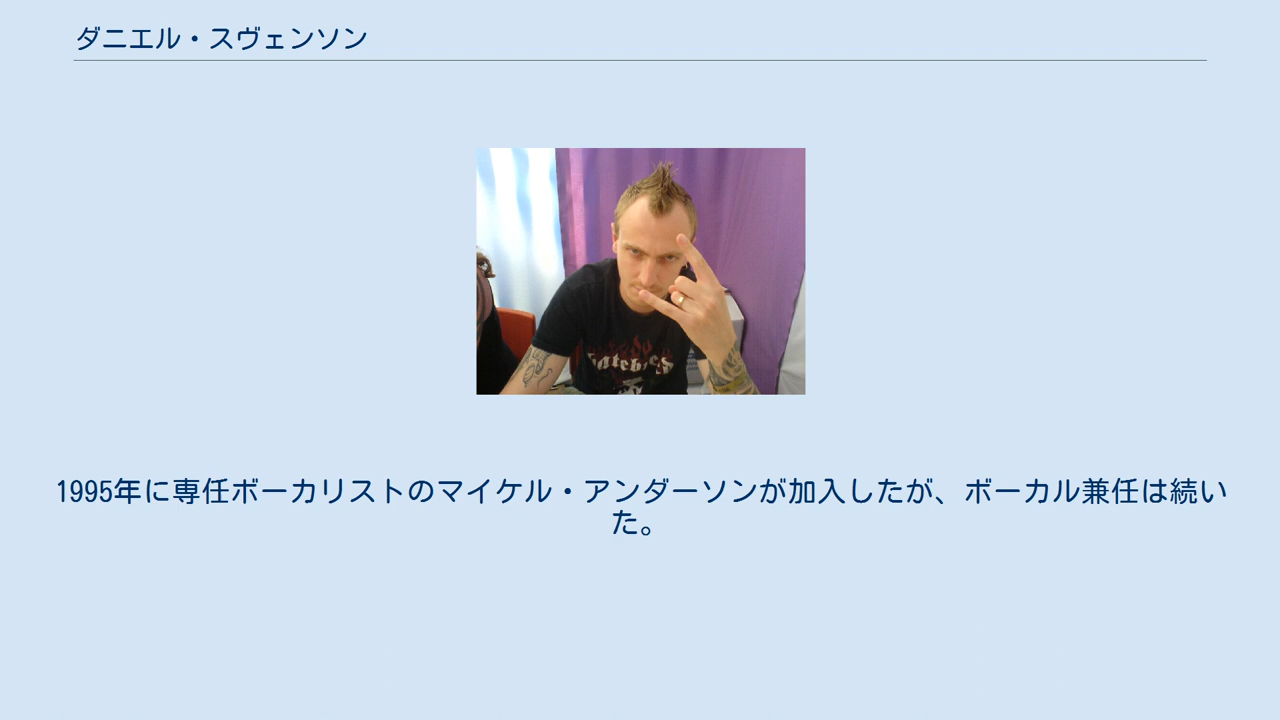 ダニエル・スヴェンソン
1995年に専任ボーカリストのマイケル・アンダーソンが加入したが、ボーカル兼任は続い
た。